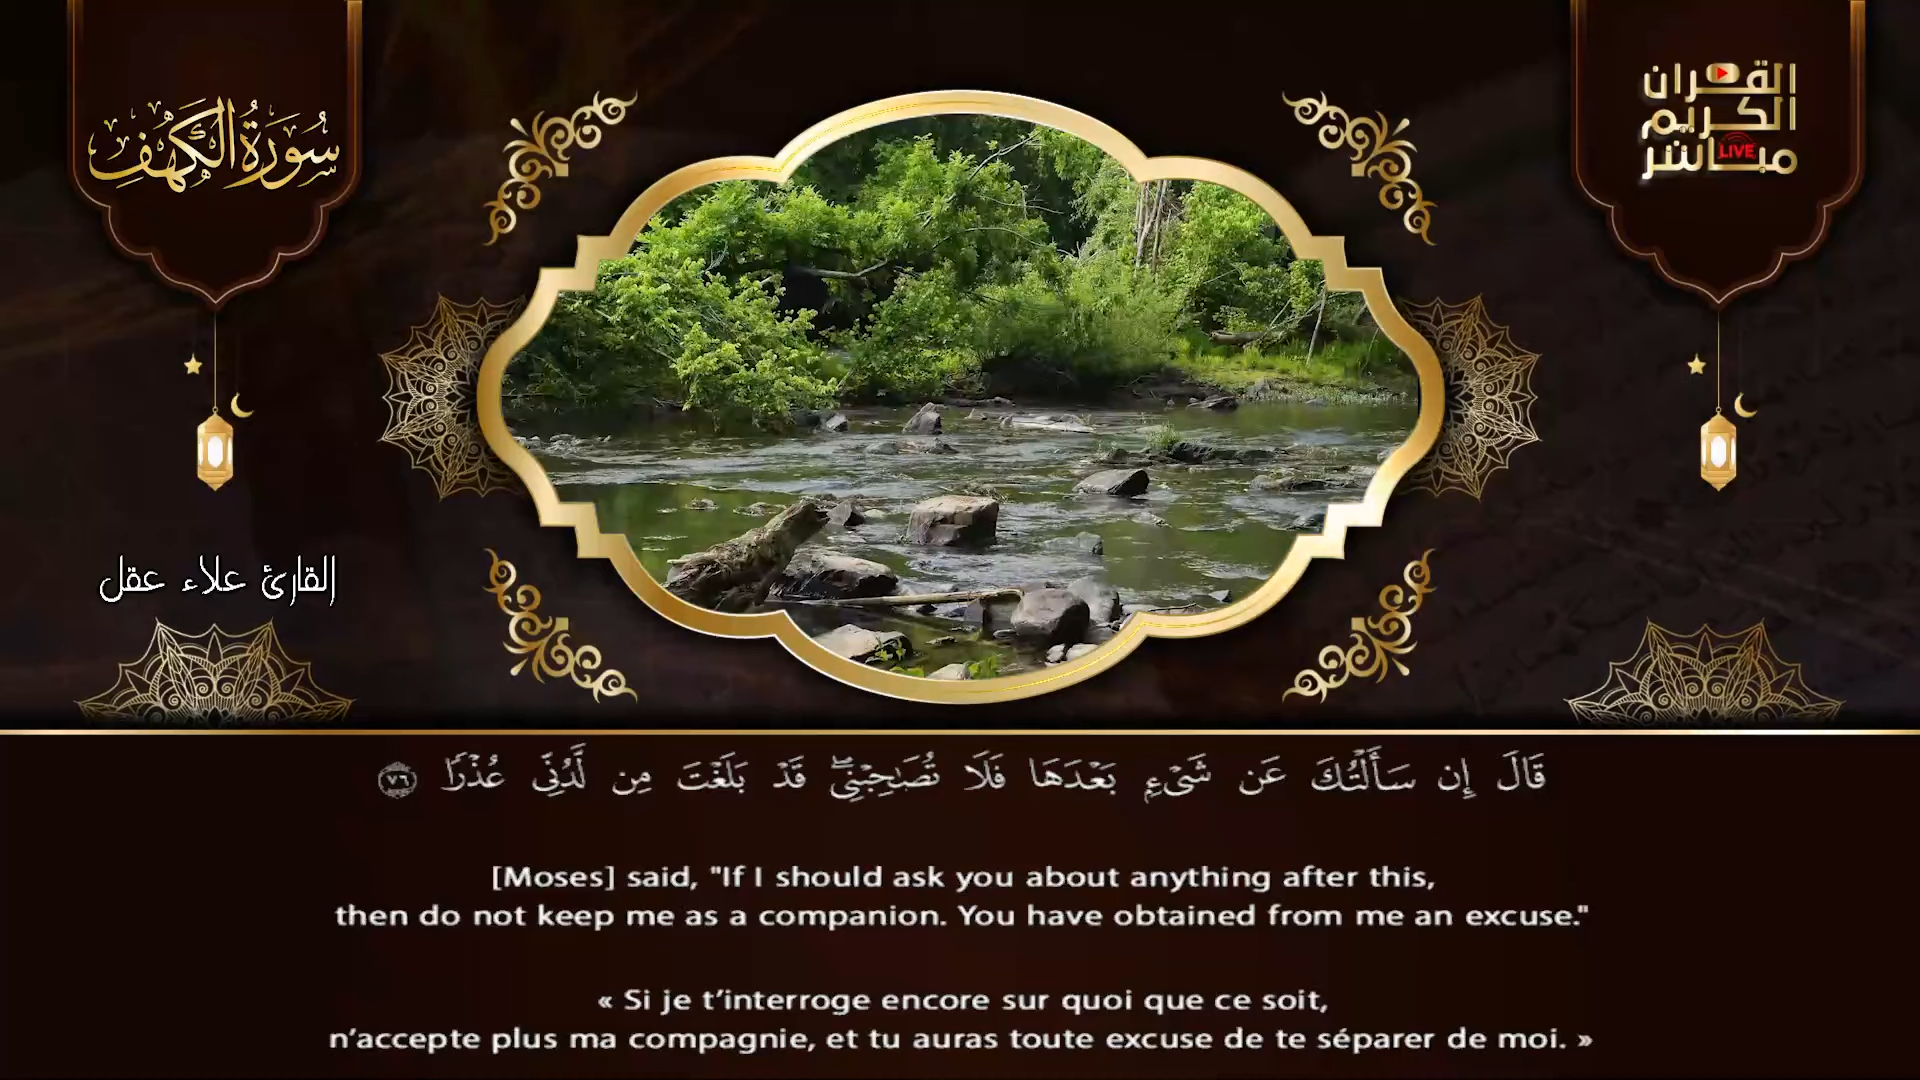 سُورَةُ الكَهْفِ
القرآن
الكريم
مباشر
LIVE
القارئ علاء عقل
قَالَ إِن سَأَلْتُكَ عَن شَىْءٍۭ بَعْدَهَا فَلَا تُصَـٰحِبْنِى ۖ قَدْ بَلَغْتَ مِن لَّدُنِّى عُذْرًا ٧٦
[Moses] said, "If I should ask you about anything after this,
then do not keep me as a companion. You have obtained from me an excuse."
« Si je t’interroge encore sur quoi que ce soit,
n’accepte plus ma compagnie, et tu auras toute excuse de te séparer de moi. »